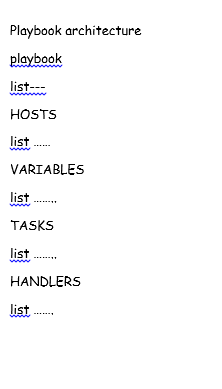 Playbook architecture
playbook
list---
HOSTS
list ......
VARIABLES
list ........
TASKS
list ........
HANDLERS
list .......